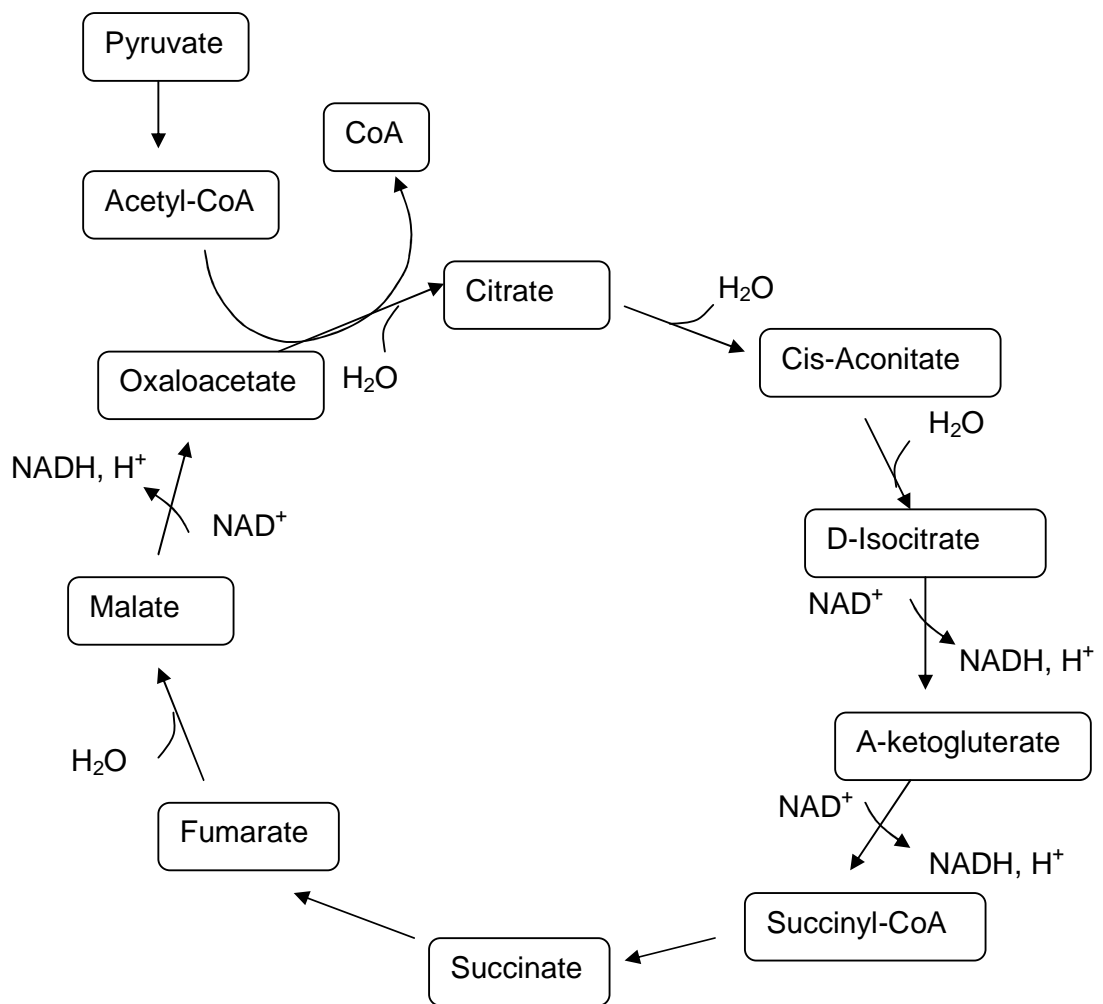 Pyruvate
CoA
Acetyl-CoA
Citrate
H₂O
Cis-Aconitate
Oxaloacetate
H₂O
H₂O
NADH, H⁺
NAD⁺
D-Isocitrate
Malate
NAD⁺
NADH, H⁺
A-ketogluterate
H₂O
NAD⁺
Fumarate
NADH, H⁺
Succinyl-CoA
Succinate